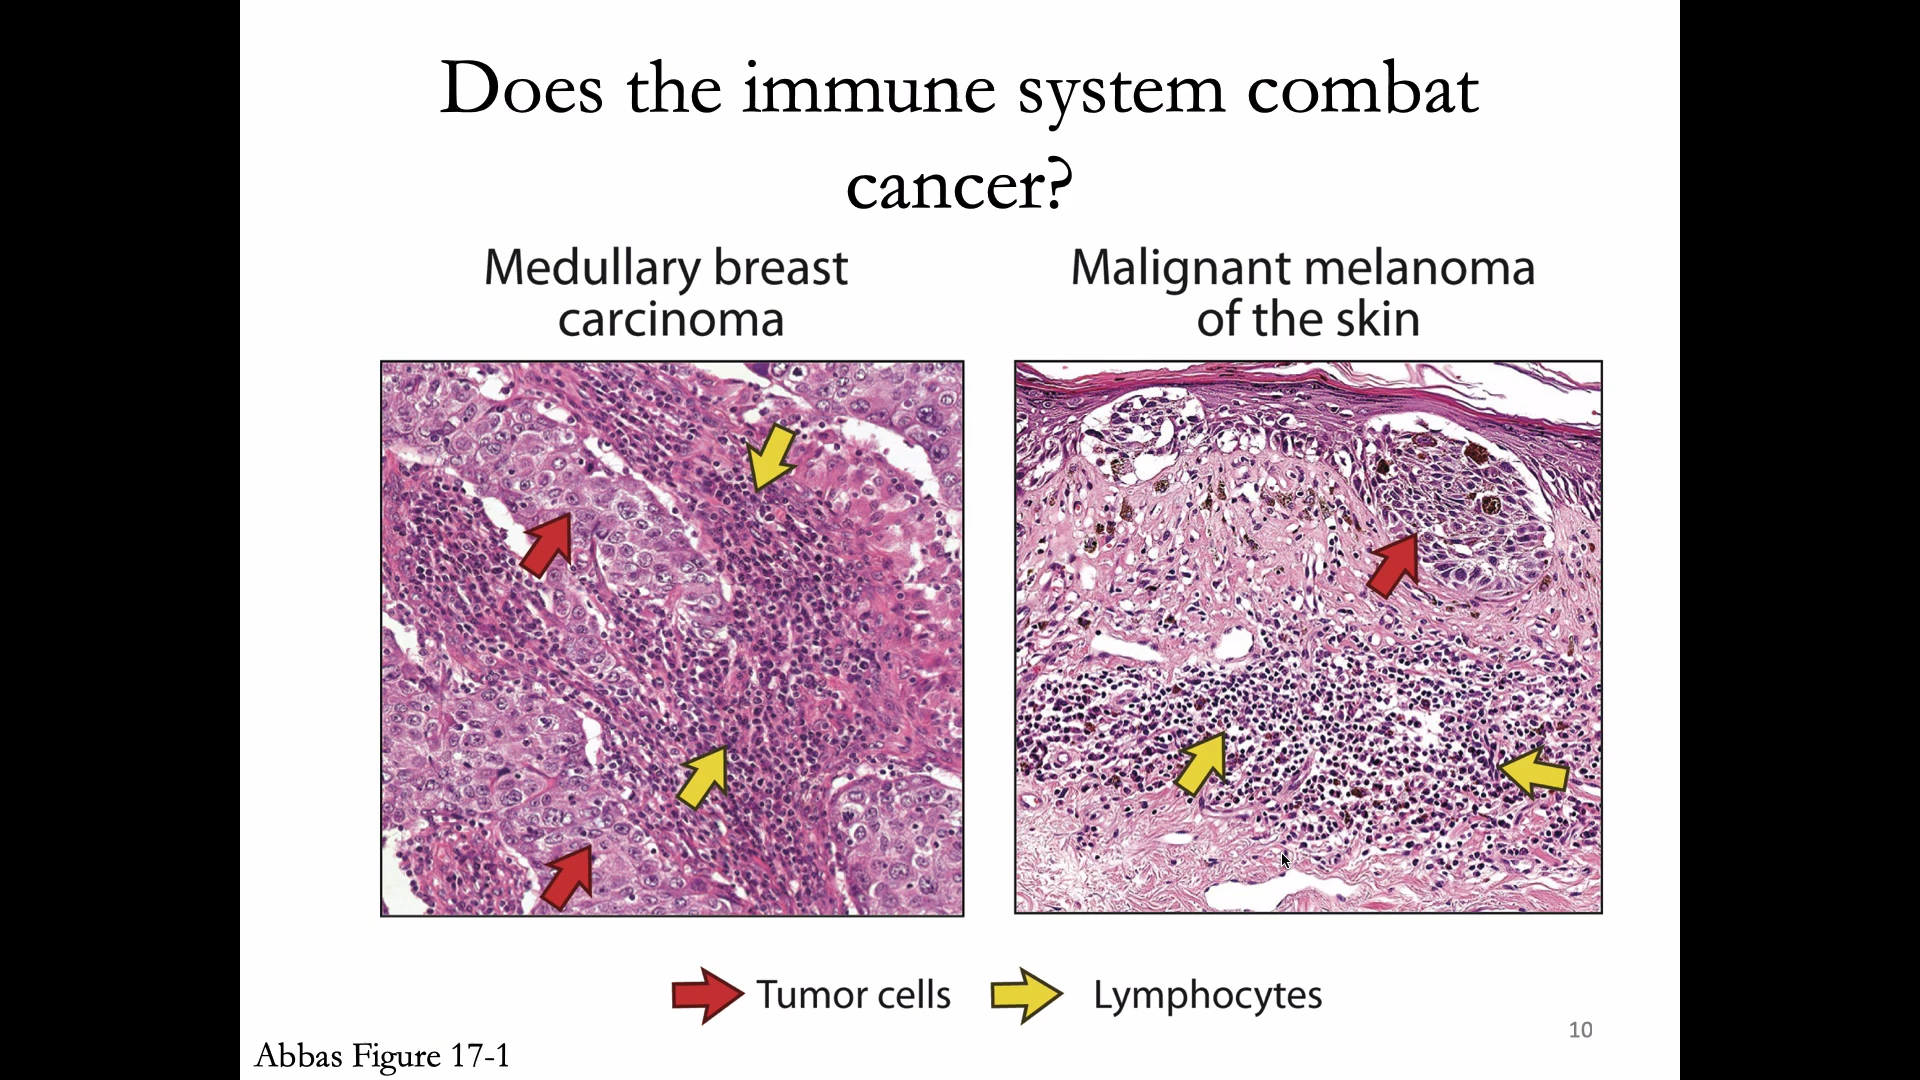 Does the immune system combat
cancer?
Medullary breast
carcinoma
Malignant melanoma
of the skin
Tumor cells
Lymphocytes
10
Abbas Figure 17-1